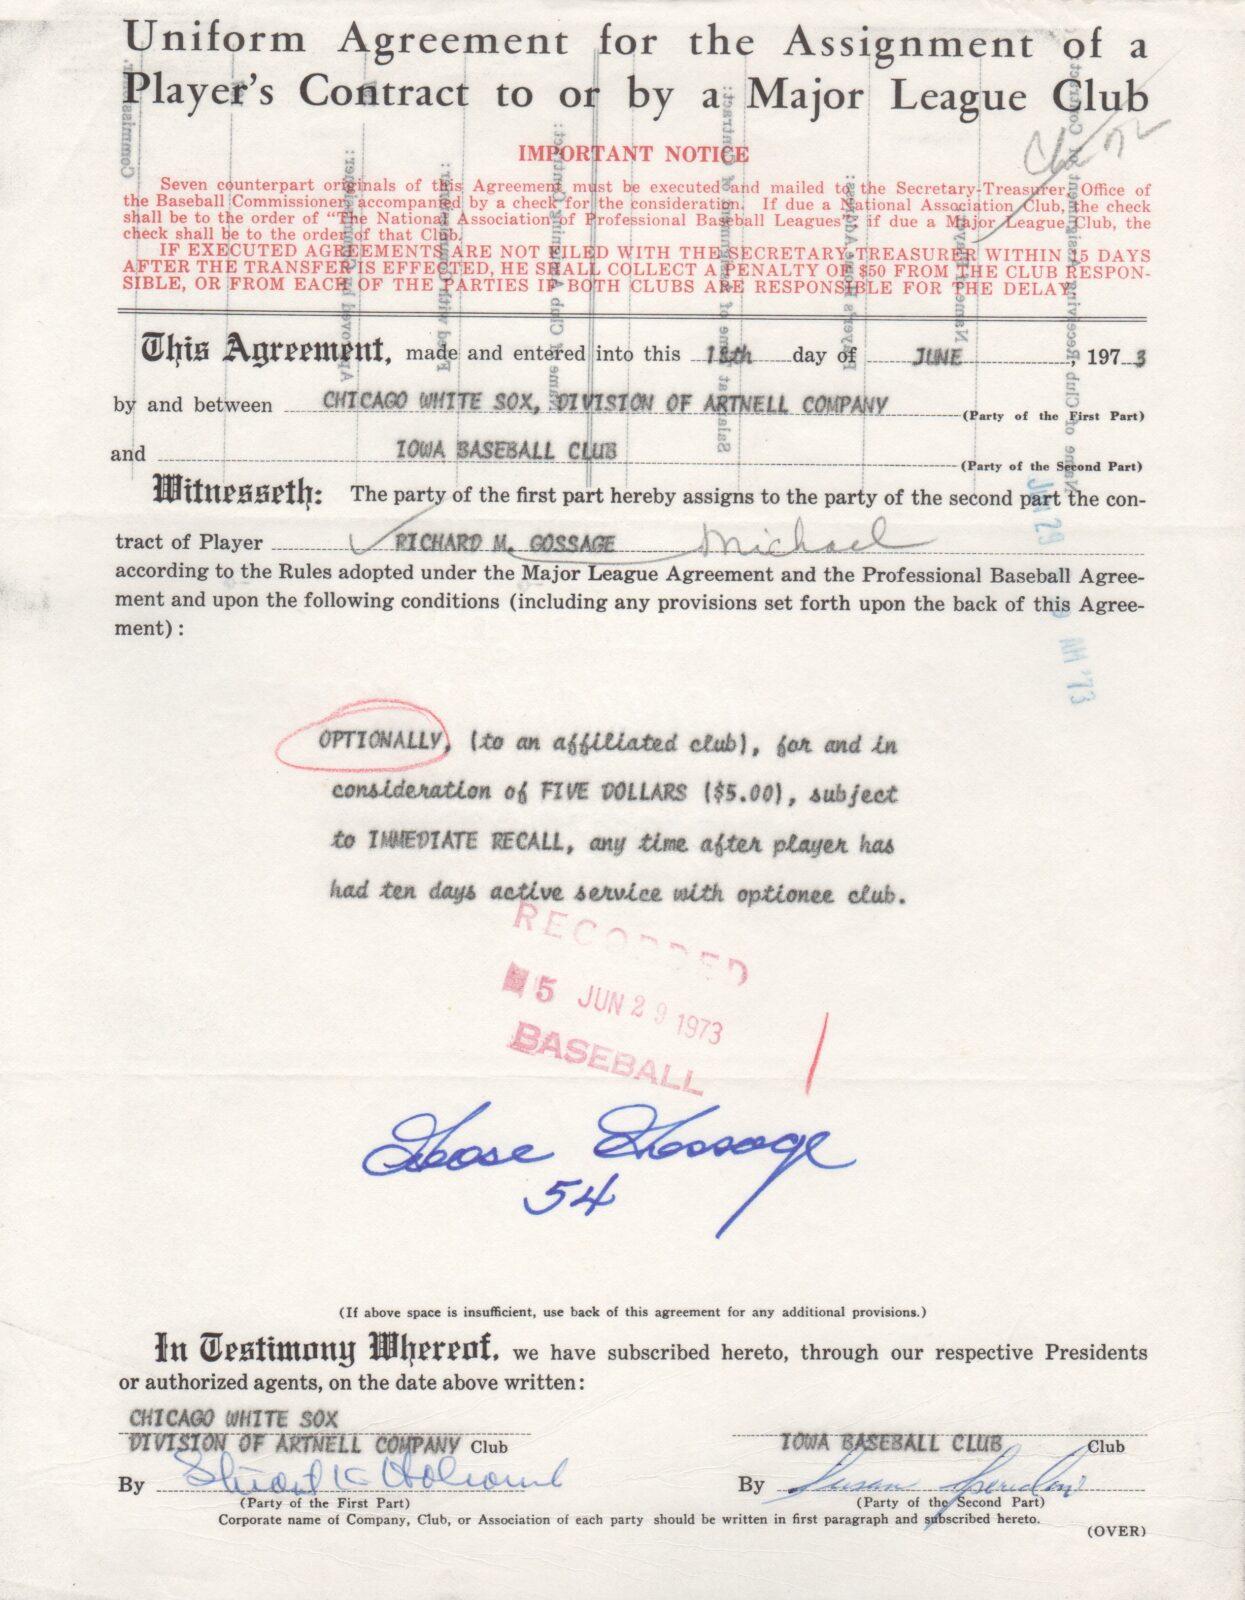 Uniform Agreement for the Assignment of a
Player's Contract to or by a Major League Club
IMPORTANT NOTICE
Seven counterpart originals of this Agreement must be executed and mailed to the Secretary-Treasurer, Office of
the Baseball Commissioner, accompanied by a check for the consideration. If due a National Association Club, the check
shall be to the order of "The National Association of Professional Baseball Leagues"; if due a Major League Club, the
check shall be to the order of that Club.
IF EXECUTED AGREEMENTS ARE NOT FILED WITH THE SECRETARY-TREASURER WITHIN 15 DAYS
AFTER THE TRANSFER IS EFFECTED, HE SHALL COLLECT A PENALTY OF $50 FROM THE CLUB RESPON-
SIBLE, OR FROM EACH OF THE PARTIES IF BOTH CLUBS ARE RESPONSIBLE FOR THE DELAY.
This Agreement, made and entered into this day of JUNE, 1973
by and between CHICAGO WHITE SOX, DIVISION OF ARTNELL COMPANY (Party of the First Part)
and IOWA BASEBALL CLUB (Party of the Second Part)
Witnesseth: The party of the first part hereby assigns to the party of the second part the con-
tract of Player RICHARD M. GOSSAGE Michael
according to the Rules adopted under the Major League Agreement and the Professional Baseball Agree-
ment and upon the following conditions (including any provisions set forth upon the back of this Agree-
ment):
JUN 29
9 AM '73
OPTIONALLY, (to an affiliated club), for and in
consideration of FIVE DOLLARS ($5.00), subject
to IMMEDIATE RECALL, any time after player has
had ten days active service with optionee club.
RECORDED
5 JUN 29 1973
BASEBALL
Goose Gossage
54
(If above space is insufficient, use back of this agreement for any additional provisions.)
In Testimony Whereof, we have subscribed hereto, through our respective Presidents
or authorized agents, on the date above written:
CHICAGO WHITE SOX
DIVISION OF ARTNELL COMPANY Club
IOWA BASEBALL CLUB Club
By Stuart K Holcomb
By Susan
(Party of the First Part)
(Party of the Second Part)
Corporate name of Company, Club, or Association of each party should be written in first paragraph and subscribed hereto.
(OVER)